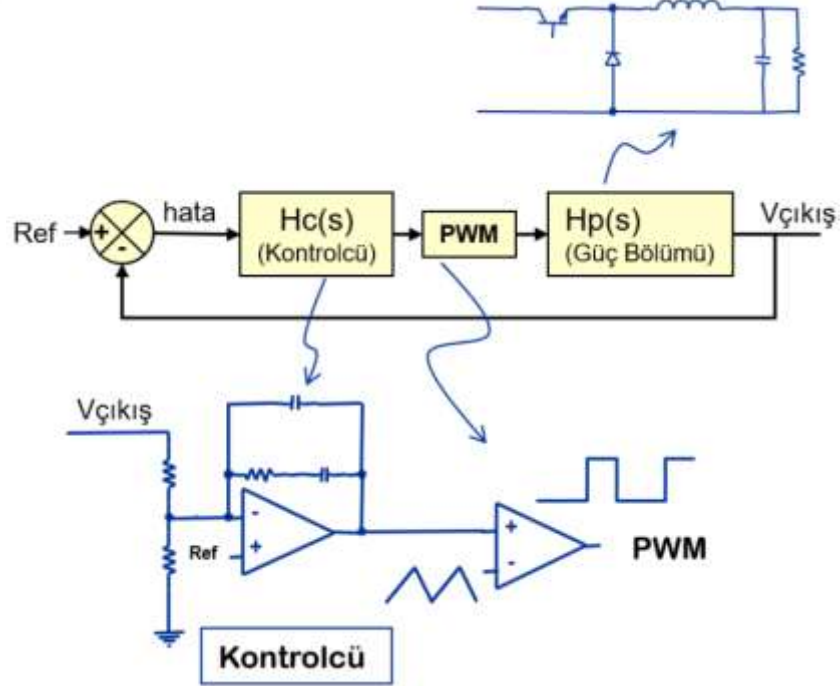 Ref
+
-
hata
Hc(s)
(Kontrolcü)
PWM
Hp(s)
(Güç Bölümü)
Vçıkış
Vçıkış
-
+
Ref
+
-
PWM
Kontrolcü